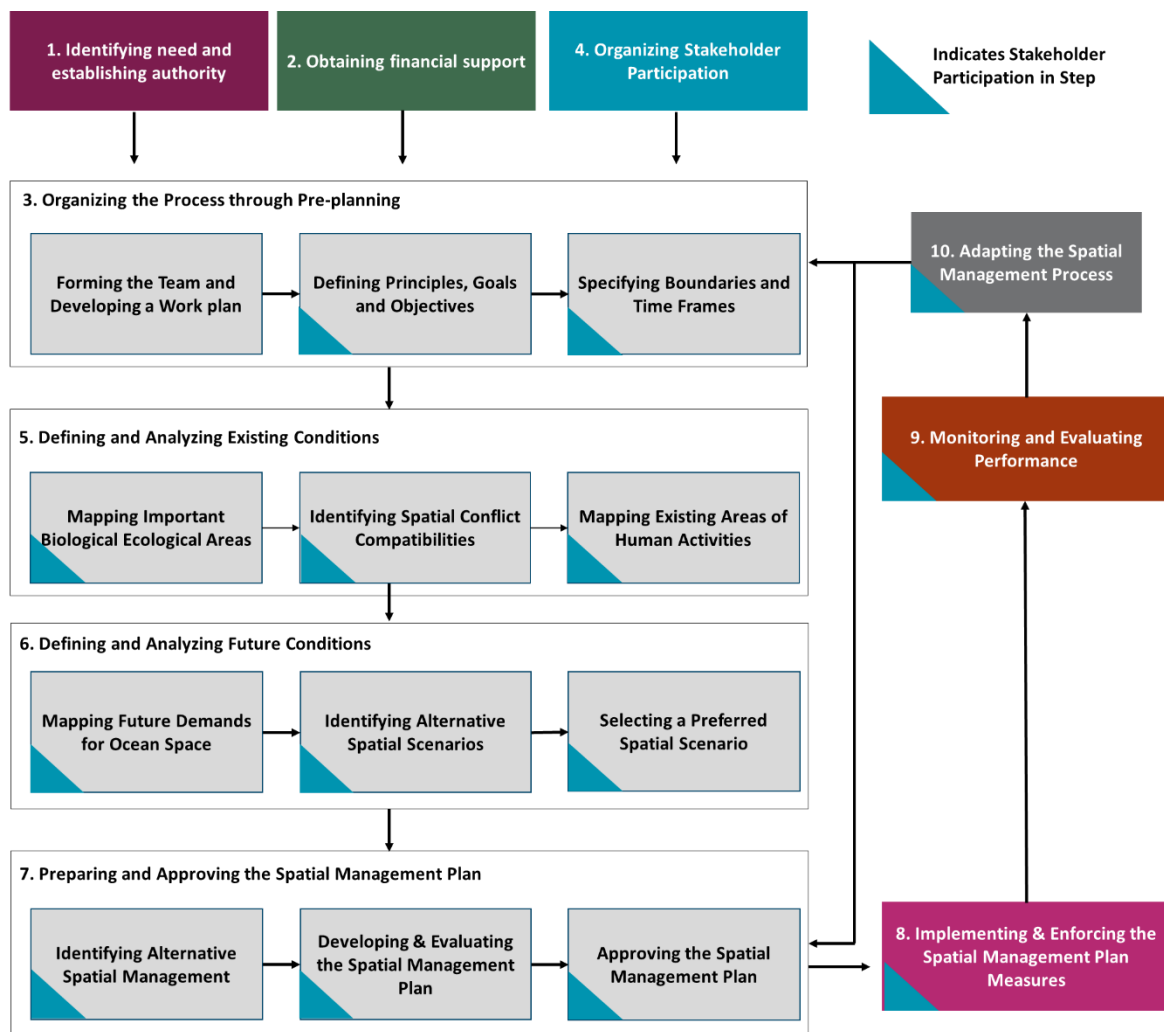 1. Identifying need and
establishing authority
2. Obtaining financial support
4. Organizing Stakeholder
Participation
Indicates Stakeholder
Participation in Step
3. Organizing the Process through Pre-planning
Forming the Team and
Developing a Work plan
Defining Principles, Goals
and Objectives
Specifying Boundaries and
Time Frames
10. Adapting the Spatial
Management Process
5. Defining and Analyzing Existing Conditions
Mapping Important
Biological Ecological Areas
Identifying Spatial Conflict
Compatibilities
Mapping Existing Areas of
Human Activities
9. Monitoring and Evaluating
Performance
6. Defining and Analyzing Future Conditions
Mapping Future Demands
for Ocean Space
Identifying Alternative
Spatial Scenarios
Selecting a Preferred
Spatial Scenario
7. Preparing and Approving the Spatial Management Plan
Identifying Alternative
Spatial Management
Developing & Evaluating
the Spatial Management
Plan
Approving the Spatial
Management Plan
8. Implementing & Enforcing the
Spatial Management Plan
Measures